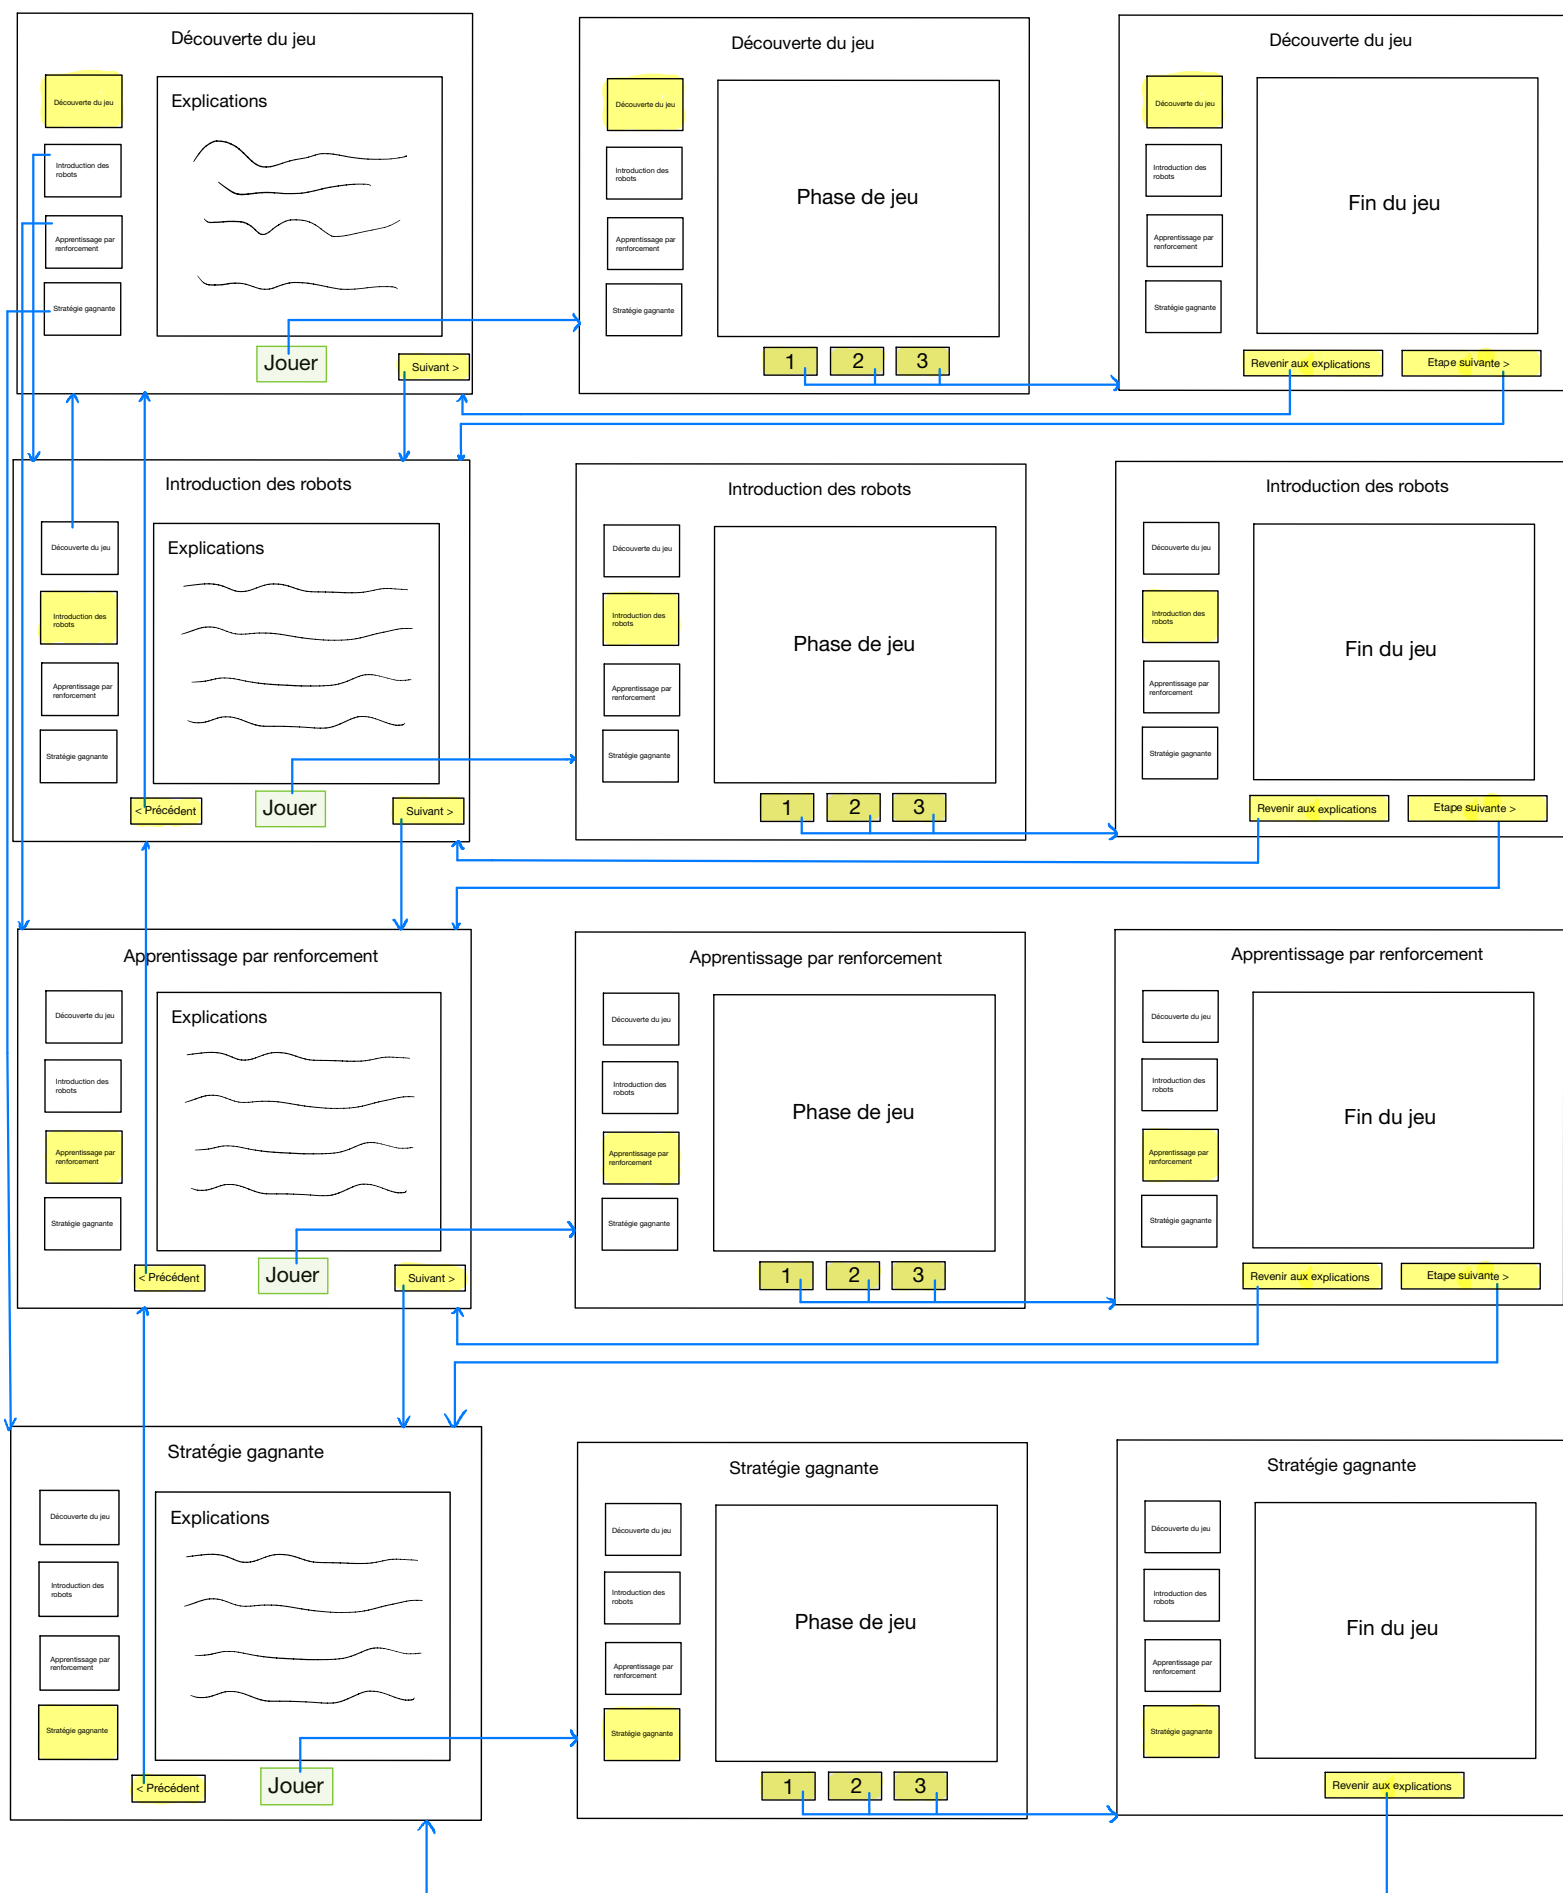 Découverte du jeu
Découverte du jeu
Introduction des
robots
Apprentissage par
renforcement
Stratégie gagnante
Explications
Jouer
Suivant >
Découverte du jeu
Découverte du jeu
Introduction des
robots
Apprentissage par
renforcement
Stratégie gagnante
Phase de jeu
1
2
3
Découverte du jeu
Découverte du jeu
Introduction des
robots
Apprentissage par
renforcement
Stratégie gagnante
Fin du jeu
Revenir aux explications
Etape suivante >
Introduction des robots
Découverte du jeu
Introduction des
robots
Apprentissage par
renforcement
Stratégie gagnante
Explications
< Précédent
Jouer
Suivant >
Introduction des robots
Découverte du jeu
Introduction des
robots
Apprentissage par
renforcement
Stratégie gagnante
Phase de jeu
1
2
3
Introduction des robots
Découverte du jeu
Introduction des
robots
Apprentissage par
renforcement
Stratégie gagnante
Fin du jeu
Revenir aux explications
Etape suivante >
Apprentissage par renforcement
Découverte du jeu
Introduction des
robots
Apprentissage par
renforcement
Stratégie gagnante
Explications
< Précédent
Jouer
Suivant >
Apprentissage par renforcement
Découverte du jeu
Introduction des
robots
Apprentissage par
renforcement
Stratégie gagnante
Phase de jeu
1
2
3
Apprentissage par renforcement
Découverte du jeu
Introduction des
robots
Apprentissage par
renforcement
Stratégie gagnante
Fin du jeu
Revenir aux explications
Etape suivante >
Stratégie gagnante
Découverte du jeu
Introduction des
robots
Apprentissage par
renforcement
Stratégie gagnante
Explications
< Précédent
Jouer
Stratégie gagnante
Découverte du jeu
Introduction des
robots
Apprentissage par
renforcement
Stratégie gagnante
Phase de jeu
1
2
3
Stratégie gagnante
Découverte du jeu
Introduction des
robots
Apprentissage par
renforcement
Stratégie gagnante
Fin du jeu
Revenir aux explications